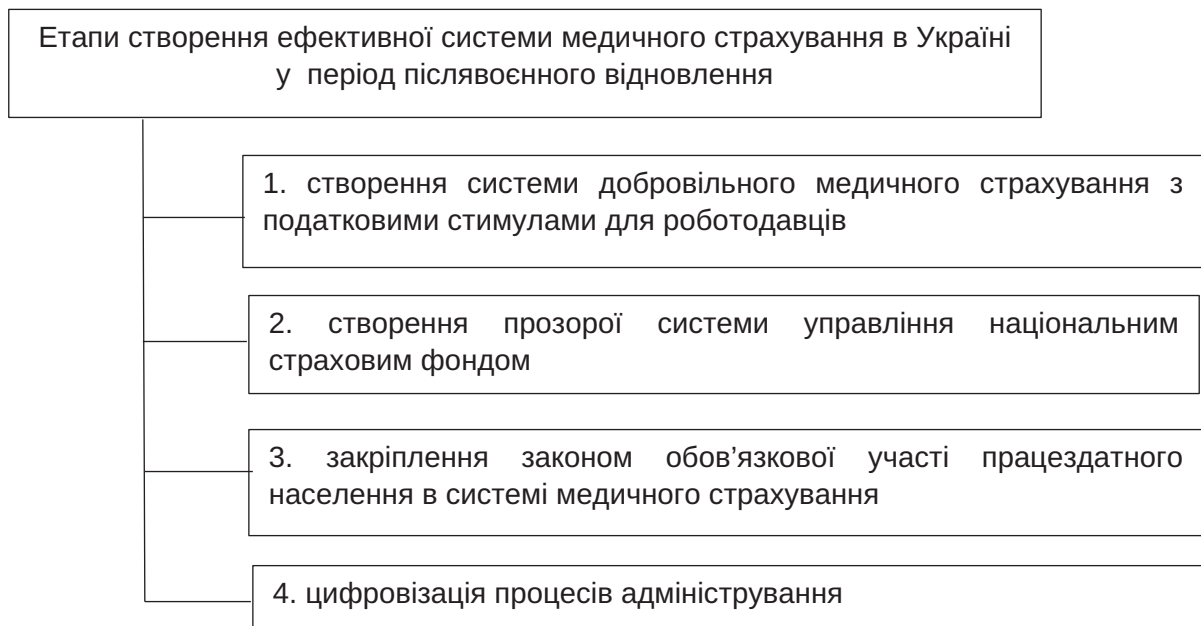 Етапи створення ефективної системи медичного страхування в Україні
у період післявоєнного відновлення
1. створення системи добровільного медичного страхування з
податковими стимулами для роботодавців
2. створення прозорої системи управління національним
страховим фондом
3. закріплення законом обов’язкової участі працездатного
населення в системі медичного страхування
4. цифровізація процесів адміністрування